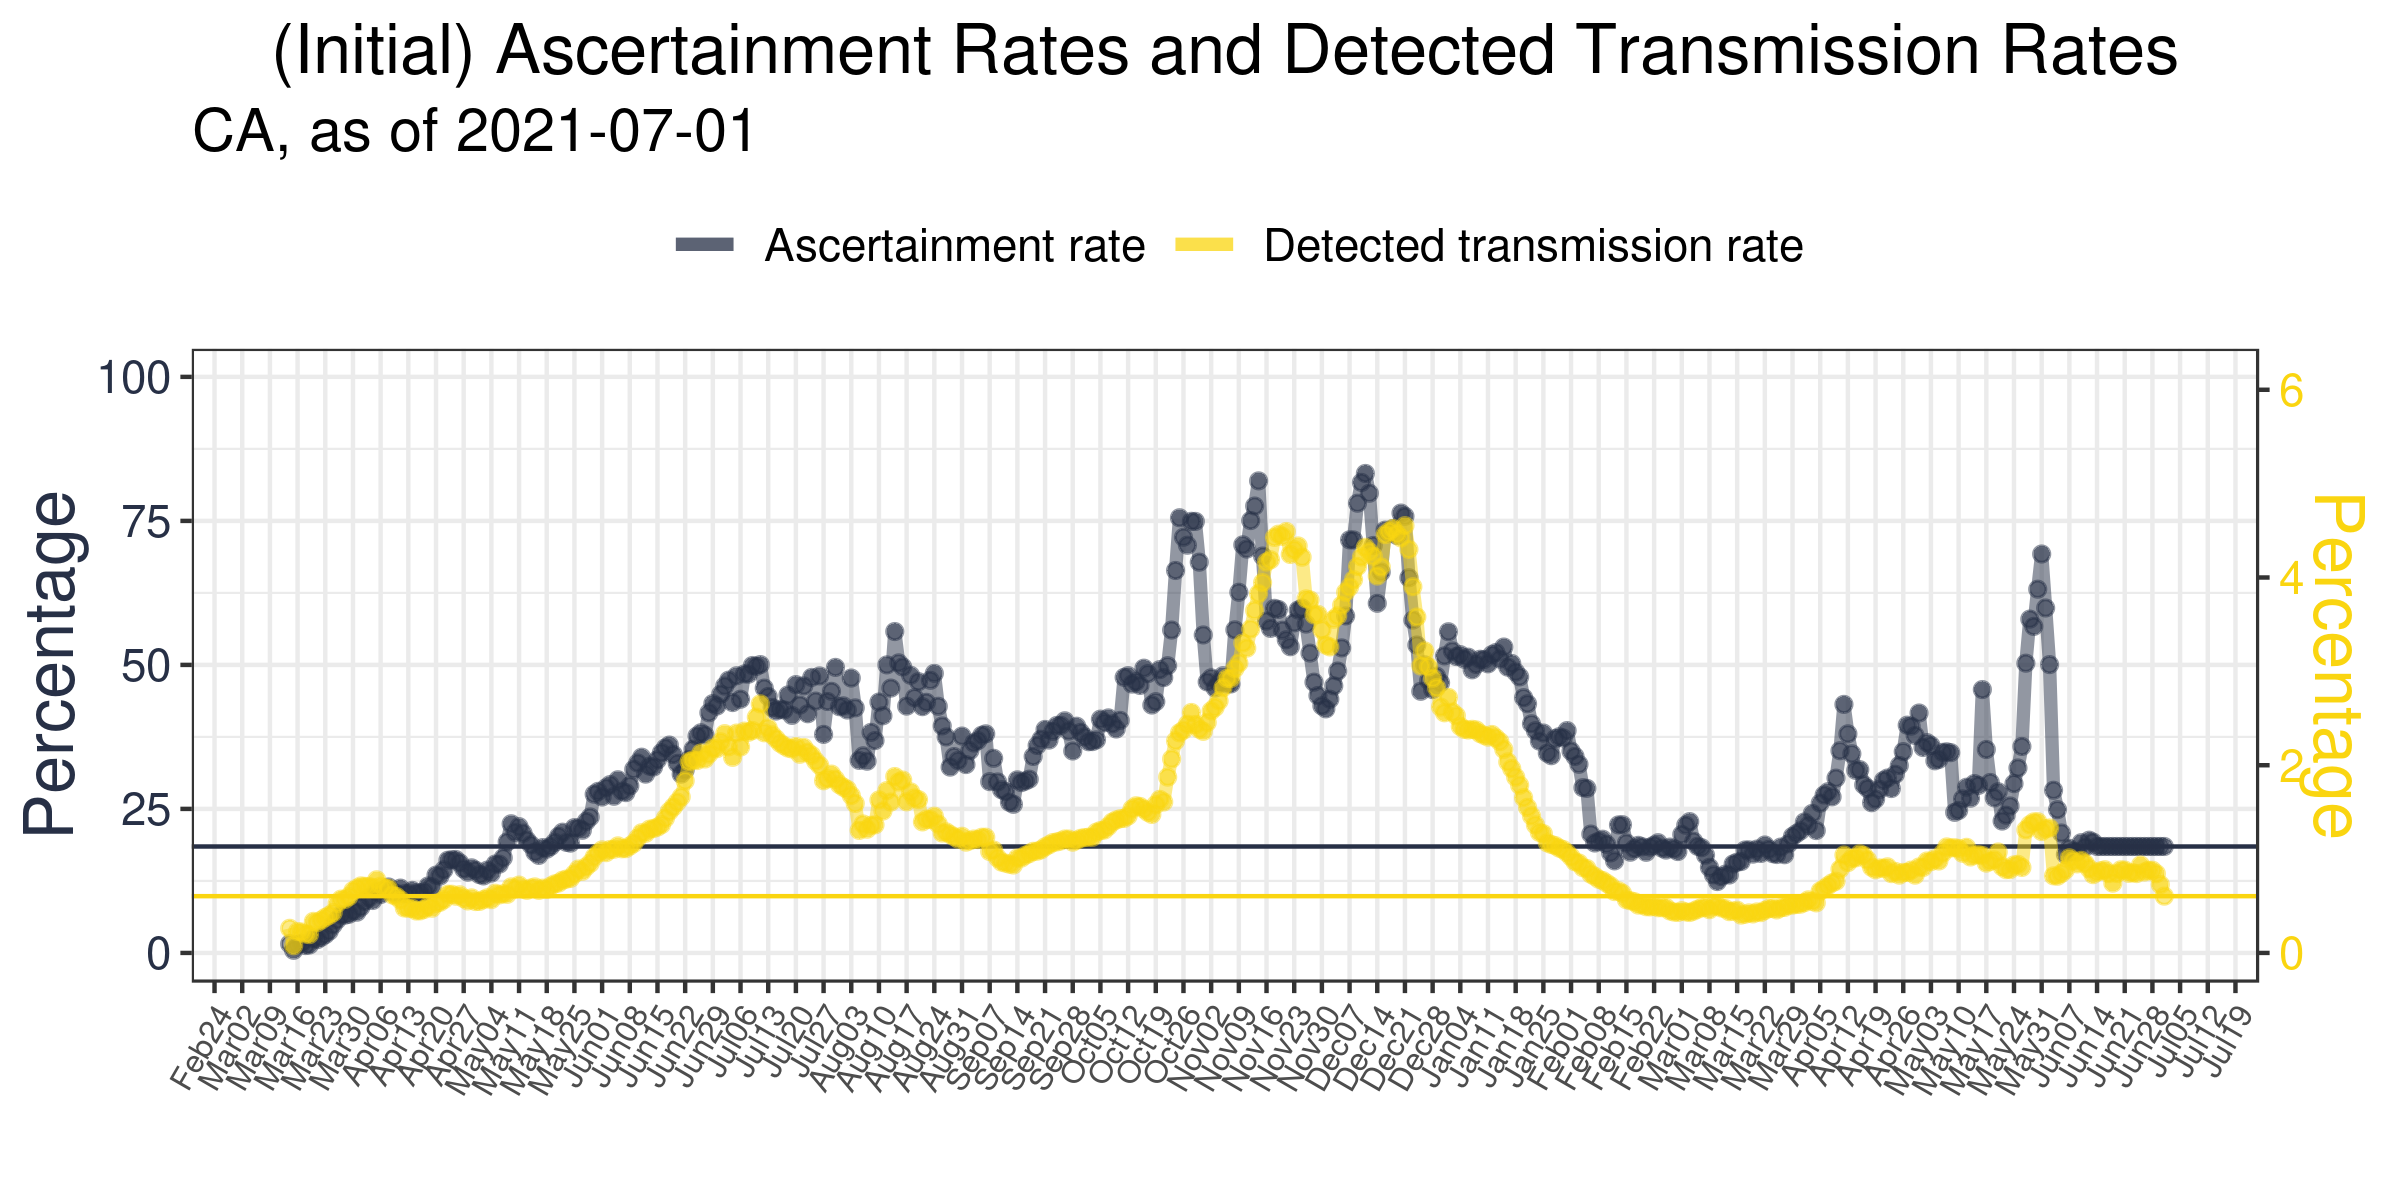 (Initial) Ascertainment Rates and Detected Transmission Rates
CA, as of 2021-07-01
Ascertainment rate
Detected transmission rate
Percentage
100
75
50
25
0
6
4
2
0
Percentage
Feb24
Mar02
Mar09
Mar16
Mar23
Mar30
Apr06
Apr13
Apr20
Apr27
May04
May11
May18
May25
Jun01
Jun08
Jun15
Jun22
Jun29
Jul06
Jul13
Jul20
Jul27
Aug03
Aug10
Aug17
Aug24
Aug31
Sep07
Sep14
Sep21
Sep28
Oct05
Oct12
Oct19
Oct26
Nov02
Nov09
Nov16
Nov23
Nov30
Dec07
Dec14
Dec21
Dec28
Jan04
Jan11
Jan18
Jan25
Feb01
Feb08
Feb15
Feb22
Mar01
Mar08
Mar15
Mar22
Mar29
Apr05
Apr12
Apr19
Apr26
May03
May10
May17
May24
May31
Jun07
Jun14
Jun21
Jun28
Jul05
Jul12
Jul19